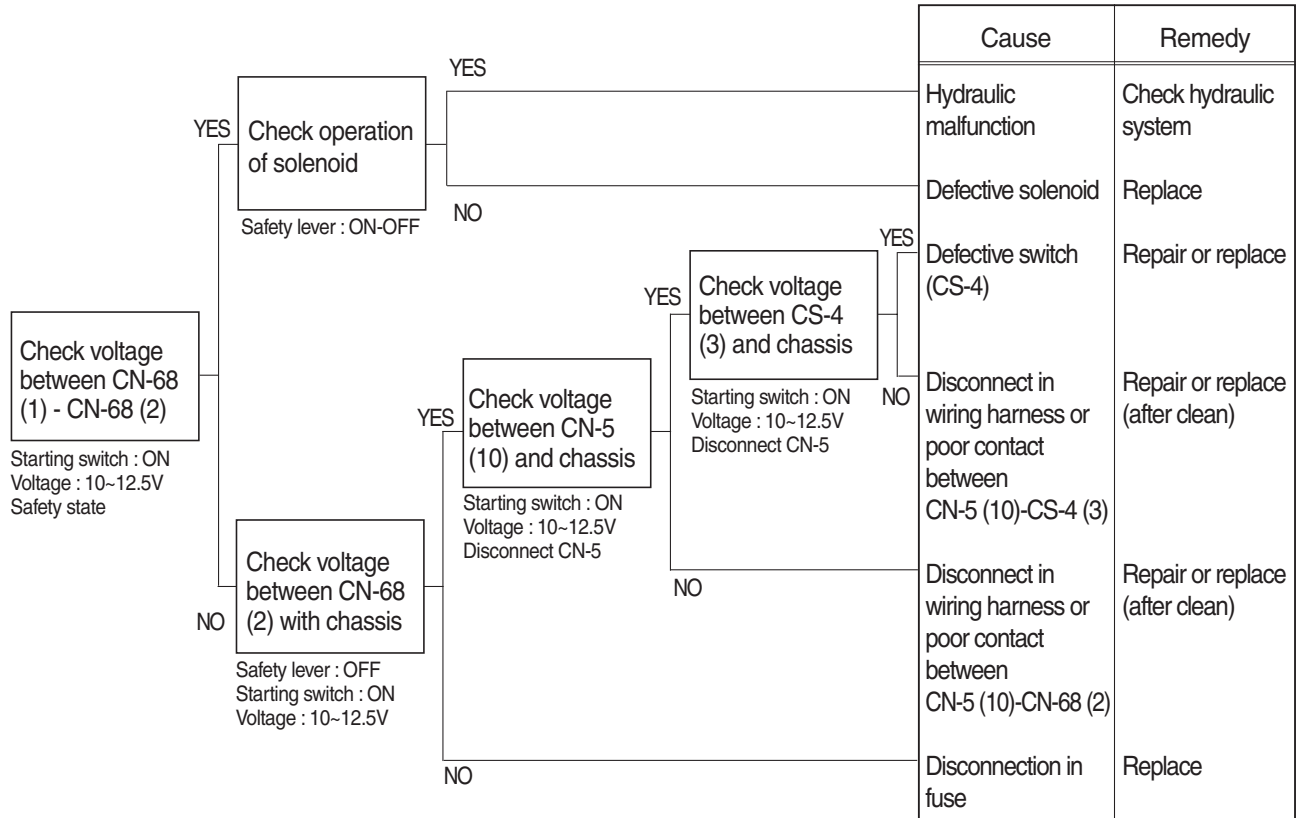 Cause
Remedy
YES
Hydraulic
malfunction
Check hydraulic
system
YES
Check operation
of solenoid
NO
Defective solenoid
Replace
Safety lever : ON-OFF
YES
Defective switch
(CS-4)
Repair or replace
YES
Check voltage
between CS-4
(3) and chassis
Starting switch : ON
Voltage : 10~12.5V
Disconnect CN-5
NO
Disconnect in
wiring harness or
poor contact
between
CN-5 (10)-CS-4 (3)
Repair or replace
(after clean)
Check voltage
between CN-68
(1) - CN-68 (2)
Starting switch : ON
Voltage : 10~12.5V
Safety state
YES
Check voltage
between CN-5
(10) and chassis
Starting switch : ON
Voltage : 10~12.5V
Disconnect CN-5
NO
Disconnect in
wiring harness or
poor contact
between
CN-5 (10)-CN-68 (2)
Repair or replace
(after clean)
NO
Check voltage
between CN-68
(2) with chassis
Safety lever : OFF
Starting switch : ON
Voltage : 10~12.5V
NO
Disconnection in
fuse
Replace